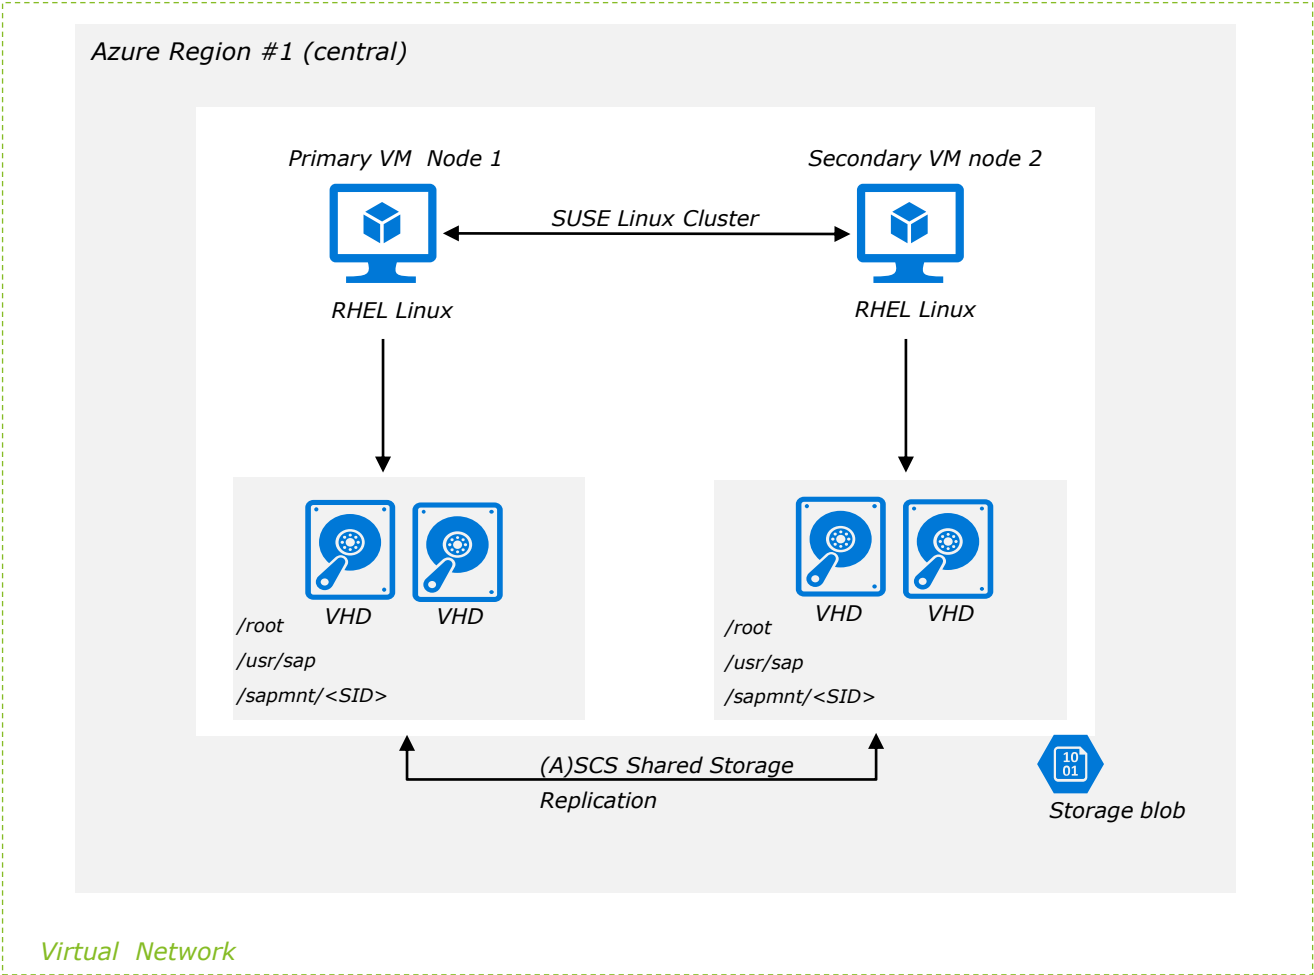 Azure Region #1 (central)
Primary VM  Node 1
Secondary VM node 2
SUSE Linux Cluster
RHEL Linux
RHEL Linux
VHD
VHD
/root
/usr/sap
/sapmnt/<SID>
VHD
VHD
/root
/usr/sap
/sapmnt/<SID>
(A)SCS Shared Storage
Replication
10
01
Storage blob
Virtual  Network